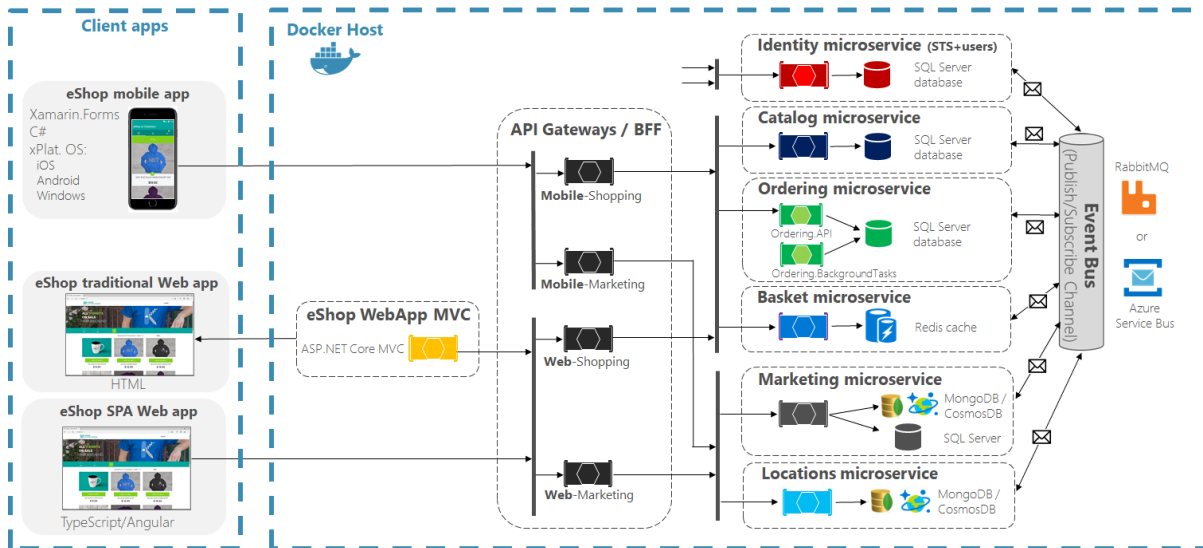 Client apps
eShop mobile app
Xamarin.Forms
C#
xPlat. OS:
iOS
Android
Windows
eShop traditional Web app
HTML
eShop SPA Web app
TypeScript/Angular
Docker Host
eShop WebApp MVC
ASP.NET Core MVC
API Gateways / BFF
Mobile-Shopping
Mobile-Marketing
Web-Shopping
Web-Marketing
Identity microservice (STS+users)
SQL Server
database
Catalog microservice
SQL Server
database
Ordering microservice
Ordering.API
SQL Server
database
Ordering.BackgroundTasks
Basket microservice
Redis cache
Marketing microservice
MongoDB /
CosmosDB
SQL Server
Locations microservice
MongoDB /
CosmosDB
Event Bus
(Publish/Subscribe Channel)
RabbitMQ
or
Azure
Service Bus